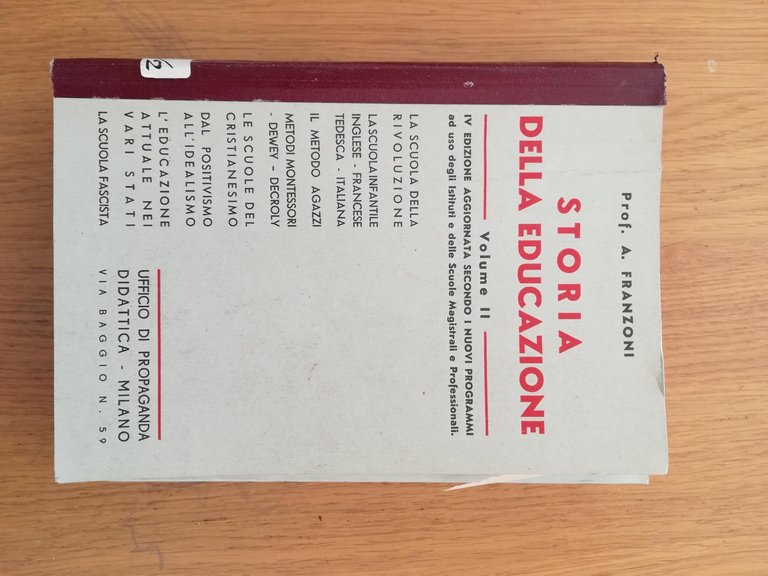 Prof. A. FRANZONI
STORIA
DELLA EDUCAZIONE
Volume II
IV EDIZIONE AGGIORNATA SECONDO I NUOVI PROGRAMMI
ad uso degli Istituti e delle Scuole Magistrali e Professionali.
LA SCUOLA DELLA
RIVOLUZIONE
LA SCUOLA INFANTILE
INGLESE - FRANCESE
TEDESCA - ITALIANA
IL METODO AGAZZI
METODI MONTESSORI
- DEWEY - DECROLY
LE SCUOLE DEL
CRISTIANESIMO
DAL POSITIVISMO
ALL'IDEALISMO
L'EDUCAZIONE
ATTUALE NEI
VARI STATI
LA SCUOLA FASCISTA
UFFICIO DI PROPAGANDA
DIDATTICA - MILANO
VIA BAGGIO N. 59